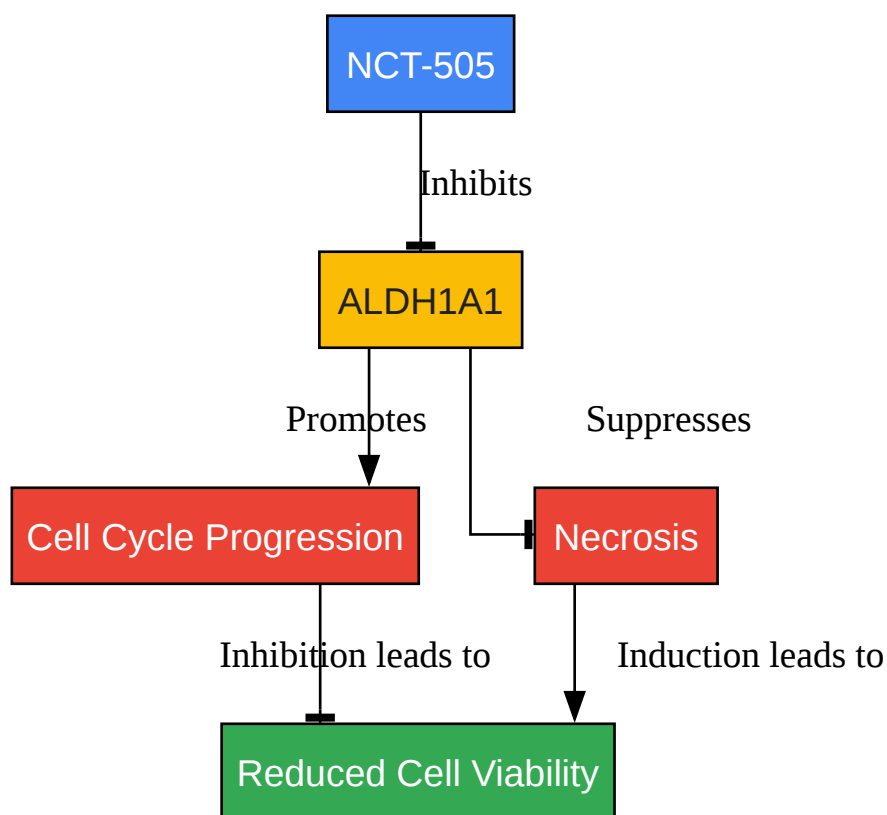 NCT-505
Inhibits
ALDH1A1
Promotes
Suppresses
Cell Cycle Progression
Necrosis
Inhibition leads to
Induction leads to
Reduced Cell Viability